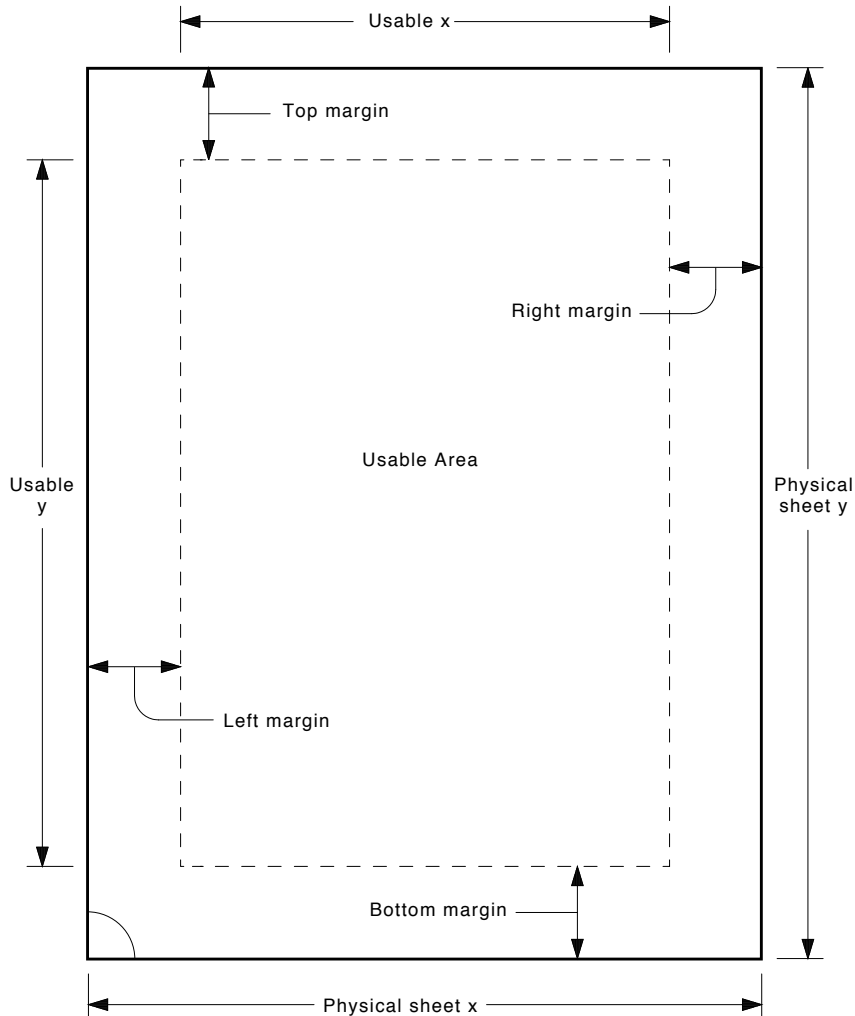 Usable x
Top margin
Right margin
Usable Area
Usable
y
Physical
sheet y
Left margin
Bottom margin
Physical sheet x